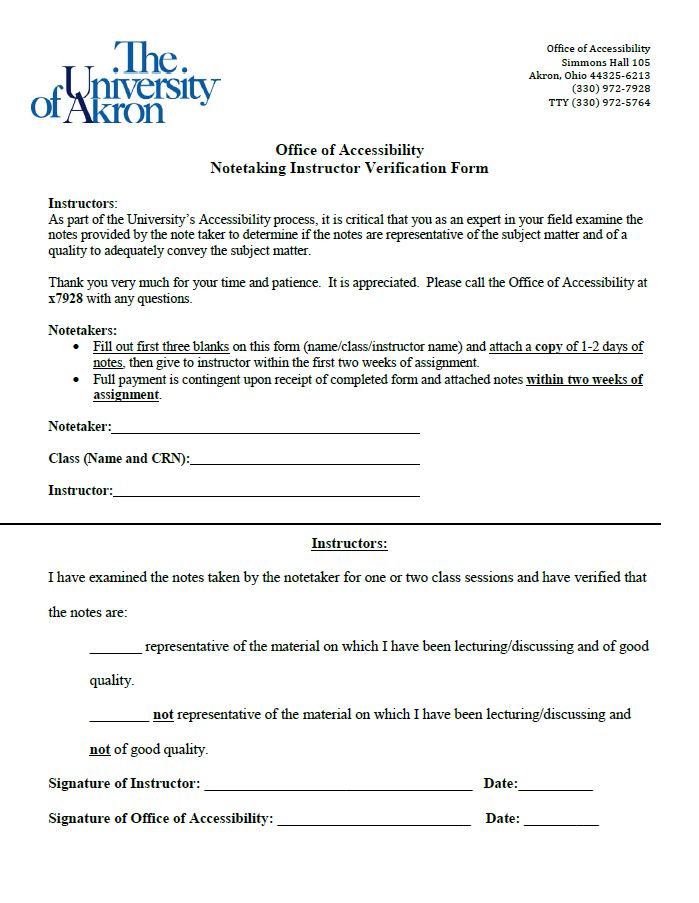 The
University
of Akron
Office of Accessibility
Simmons Hall 105
Akron, Ohio 44325-6213
(330) 972-7928
TTY (330) 972-5764
Office of Accessibility
Notetaking Instructor Verification Form
Instructors:
As part of the University's Accessibility process, it is critical that you as an expert in your field examine the
notes provided by the note taker to determine if the notes are representative of the subject matter and of a
quality to adequately convey the subject matter.
Thank you very much for your time and patience.  It is appreciated.  Please call the Office of Accessibility at
x7928 with any questions.
Notetakers:
• Fill out first three blanks on this form (name/class/instructor name) and attach a copy of 1-2 days of
notes, then give to instructor within the first two weeks of assignment.
• Full payment is contingent upon receipt of completed form and attached notes within two weeks of
assignment.
Notetaker:____________________
Class (Name and CRN):____________________
Instructor:____________________
Instructors:
I have examined the notes taken by the notetaker for one or two class sessions and have verified that
the notes are:
_______ representative of the material on which I have been lecturing/discussing and of good
quality.
________ not representative of the material on which I have been lecturing/discussing and
not of good quality.
Signature of Instructor: ____________________ Date:__________
Signature of Office of Accessibility: ____________________ Date: __________